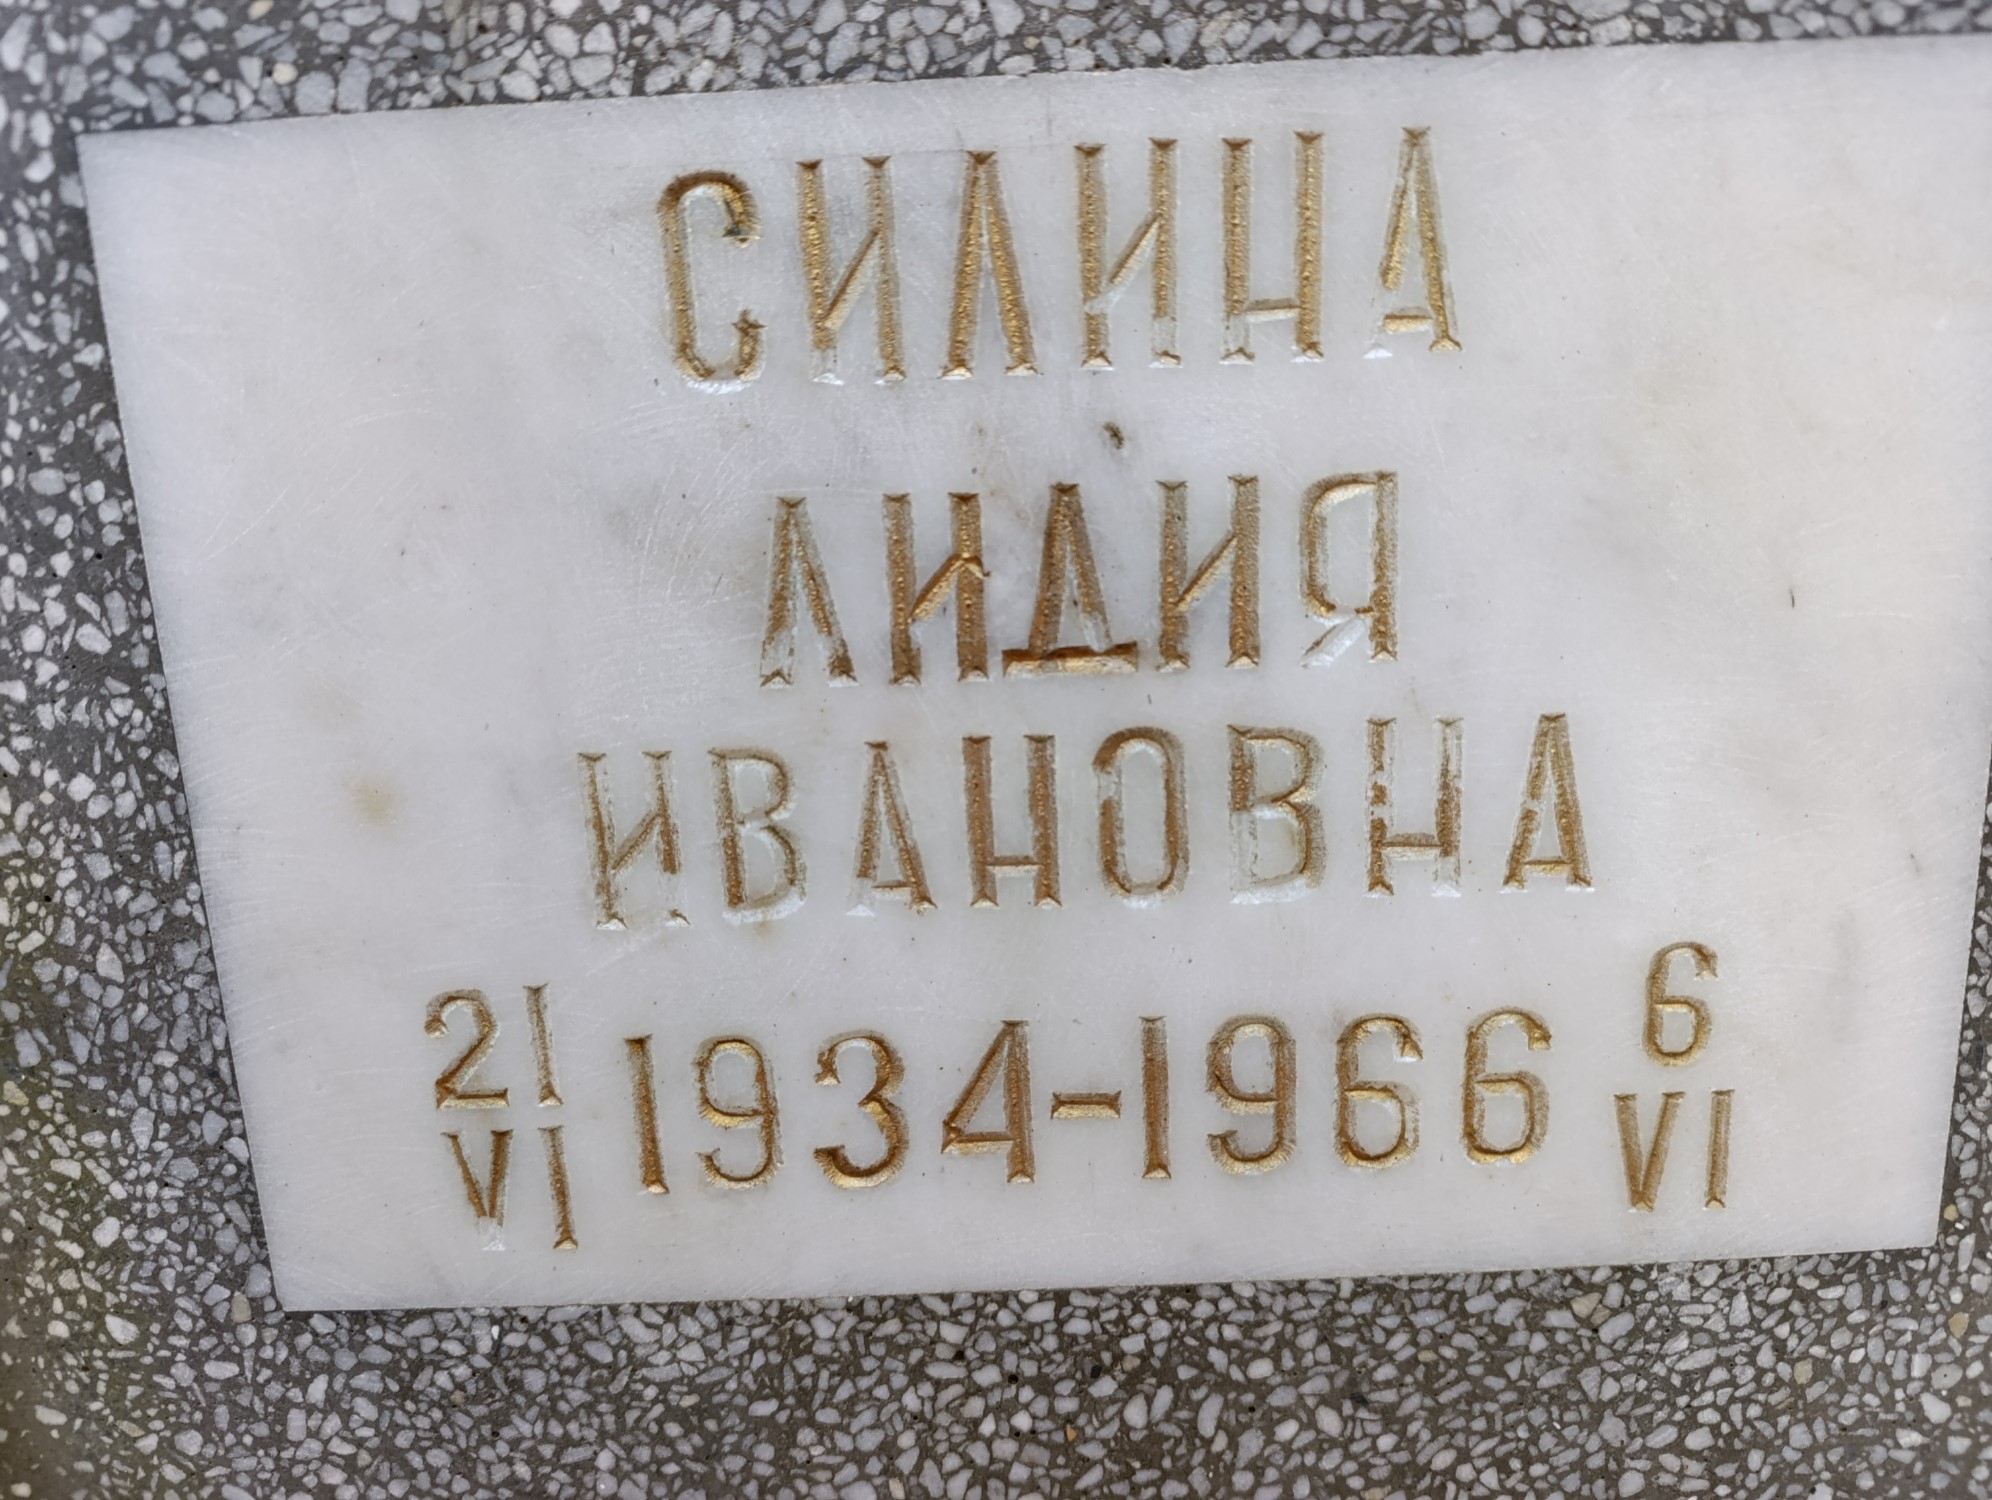 СИЛИНА
ЛИДИЯ
ИВАНОВНА
21 VI 1934-1966 6 VI